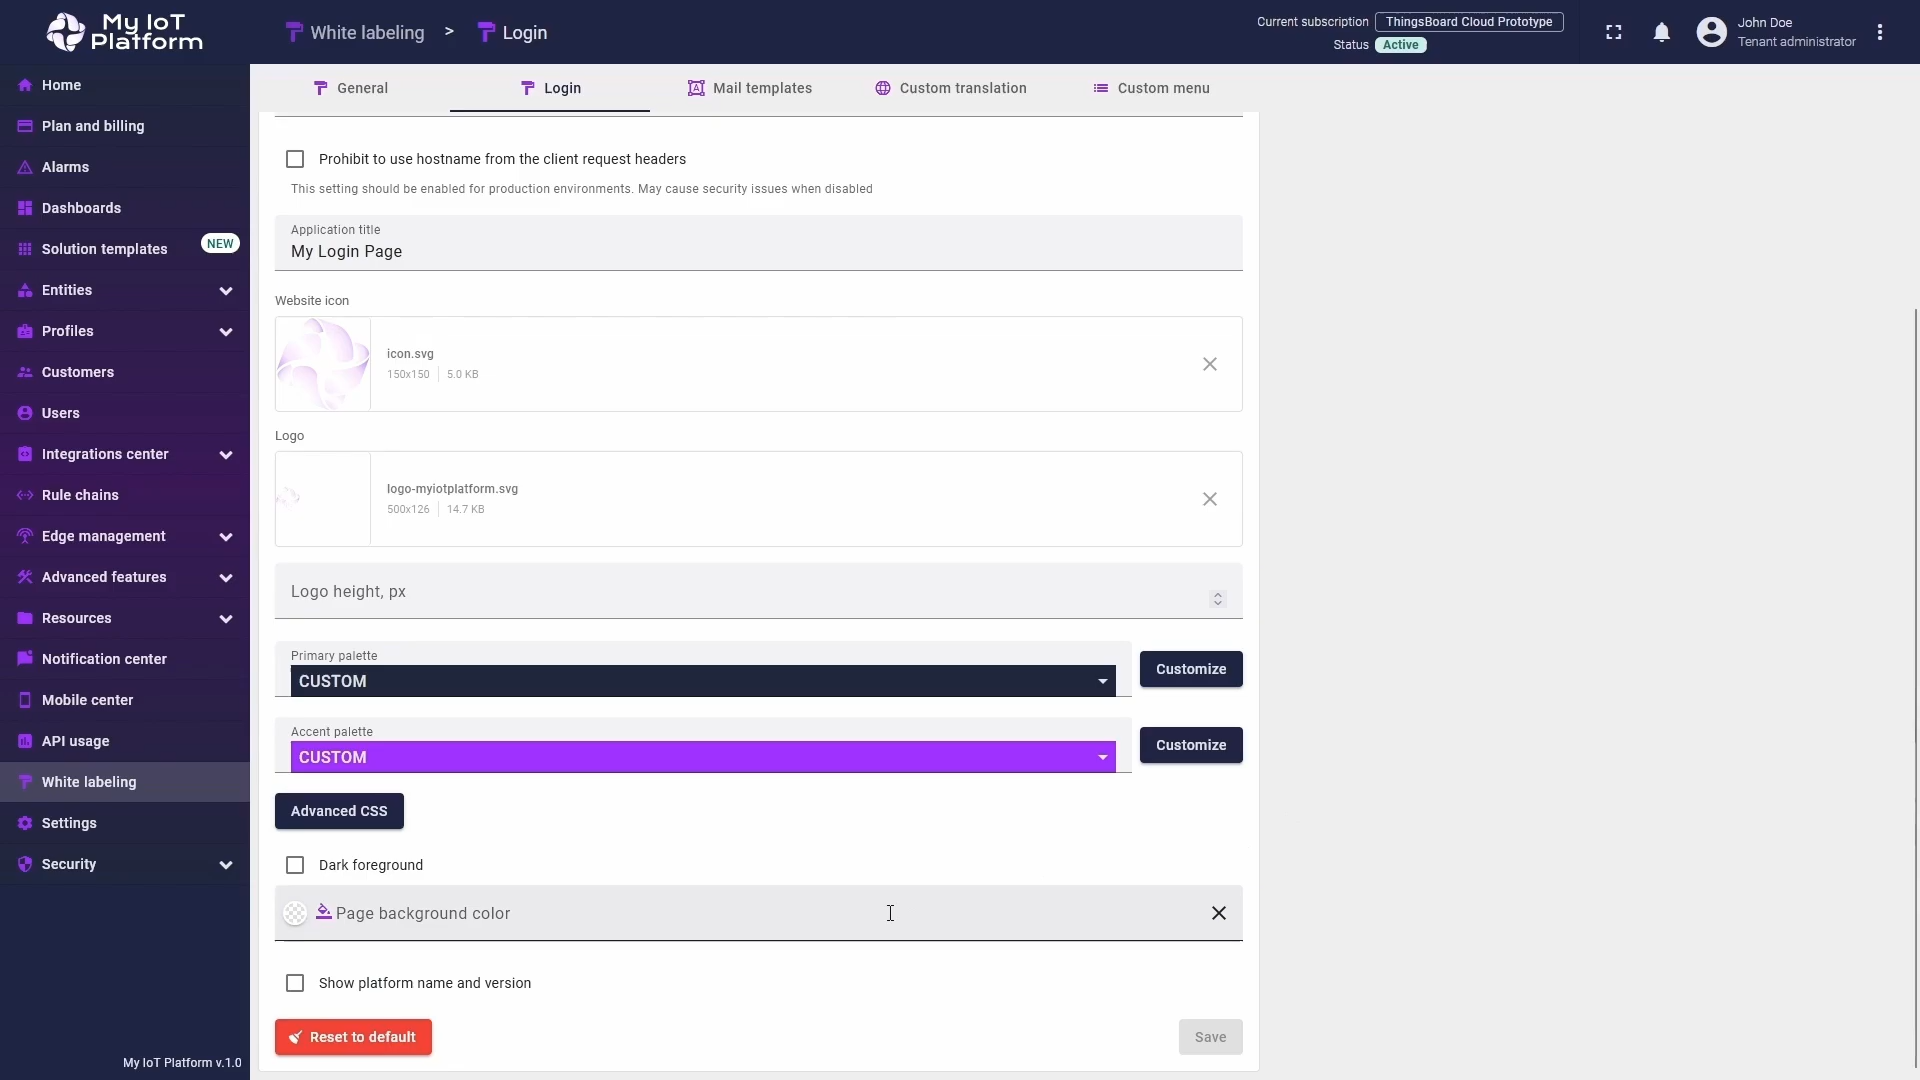 My IoT
Platform
White labeling > Login
Current subscription ThingsBoard Cloud Prototype
Status Active
John Doe
Tenant administrator
Home
Plan and billing
Alarms
Dashboards
Solution templates NEW
Entities
Profiles
Customers
Users
Integrations center
Rule chains
Edge management
Advanced features
Resources
Notification center
Mobile center
API usage
White labeling
Settings
Security
My IoT Platform v.1.0
General Login Mail templates Custom translation Custom menu
Prohibit to use hostname from the client request headers
This setting should be enabled for production environments. May cause security issues when disabled
Application title
My Login Page
Website icon
icon.svg
150x150 5.0 KB
Logo
logo-myiotplatform.svg
500x126 14.7 KB
Logo height, px
Primary palette
CUSTOM
Customize
Accent palette
CUSTOM
Customize
Advanced CSS
Dark foreground
Page background color
Show platform name and version
Reset to default
Save